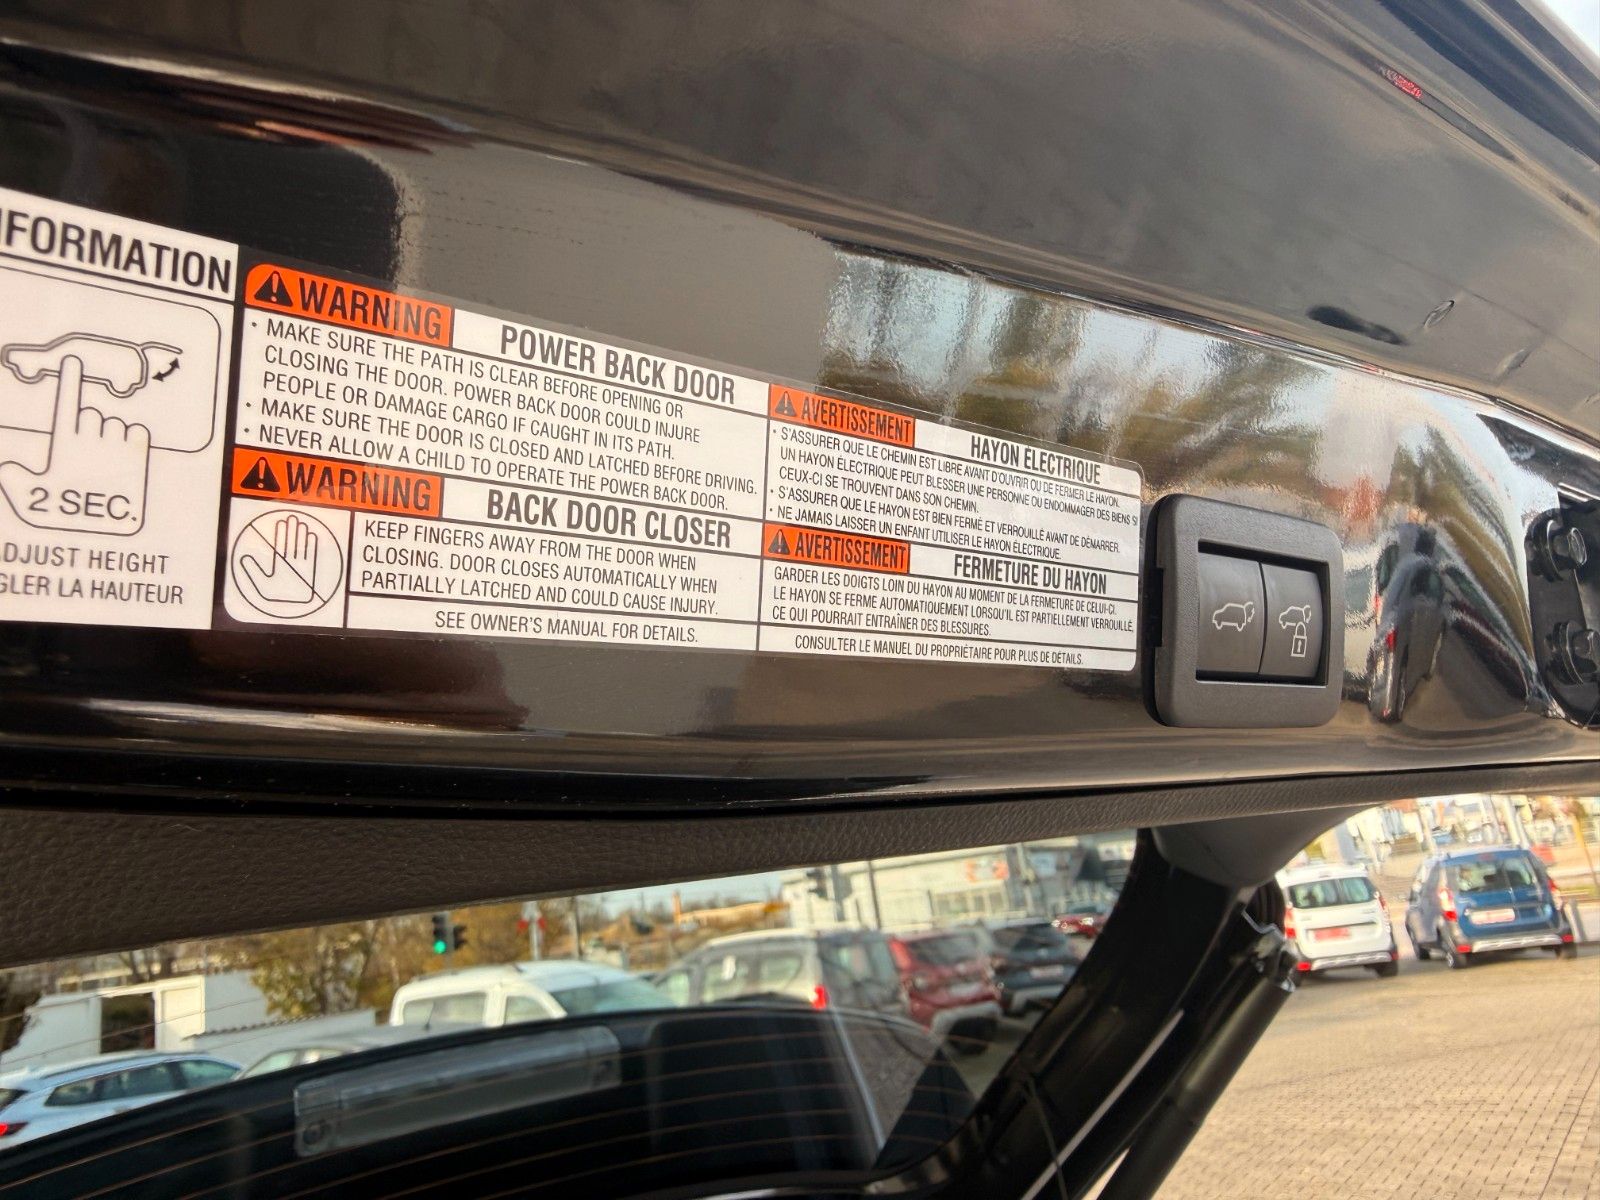 FORMATION
2 SEC.
DJUST HEIGHT
GLER LA HAUTEUR
WARNING
POWER BACK DOOR
• MAKE SURE THE PATH IS CLEAR BEFORE OPENING OR
CLOSING THE DOOR. POWER BACK DOOR COULD INJURE
PEOPLE OR DAMAGE CARGO IF CAUGHT IN ITS PATH.
• MAKE SURE THE DOOR IS CLOSED AND LATCHED BEFORE DRIVING.
• NEVER ALLOW A CHILD TO OPERATE THE POWER BACK DOOR.
WARNING
BACK DOOR CLOSER
KEEP FINGERS AWAY FROM THE DOOR WHEN
CLOSING. DOOR CLOSES AUTOMATICALLY WHEN
PARTIALLY LATCHED AND COULD CAUSE INJURY.
SEE OWNER'S MANUAL FOR DETAILS.
AVERTISSEMENT
HAYON ÉLECTRIQUE
• S'ASSURER QUE LE CHEMIN EST LIBRE AVANT D'OUVRIR OU DE FERMER LE HAYON.
UN HAYON ÉLECTRIQUE PEUT BLESSER UNE PERSONNE OU ENDOMMAGER DES BIENS SI
CEUX-CI SE TROUVENT DANS SON CHEMIN.
• S'ASSURER QUE LE HAYON EST BIEN FERMÉ ET VERROUILLÉ AVANT DE DÉMARRER.
• NE JAMAIS LAISSER UN ENFANT UTILISER LE HAYON ÉLECTRIQUE.
AVERTISSEMENT
FERMETURE DU HAYON
GARDER LES DOIGTS LOIN DU HAYON AU MOMENT DE LA FERMETURE DE CELUI-CI.
LE HAYON SE FERME AUTOMATIQUEMENT LORSQU'IL EST PARTIELLEMENT VERROUILLÉ,
CE QUI POURRAIT ENTRAÎNER DES BLESSURES.
CONSULTER LE MANUEL DU PROPRIÉTAIRE POUR PLUS DE DÉTAILS.